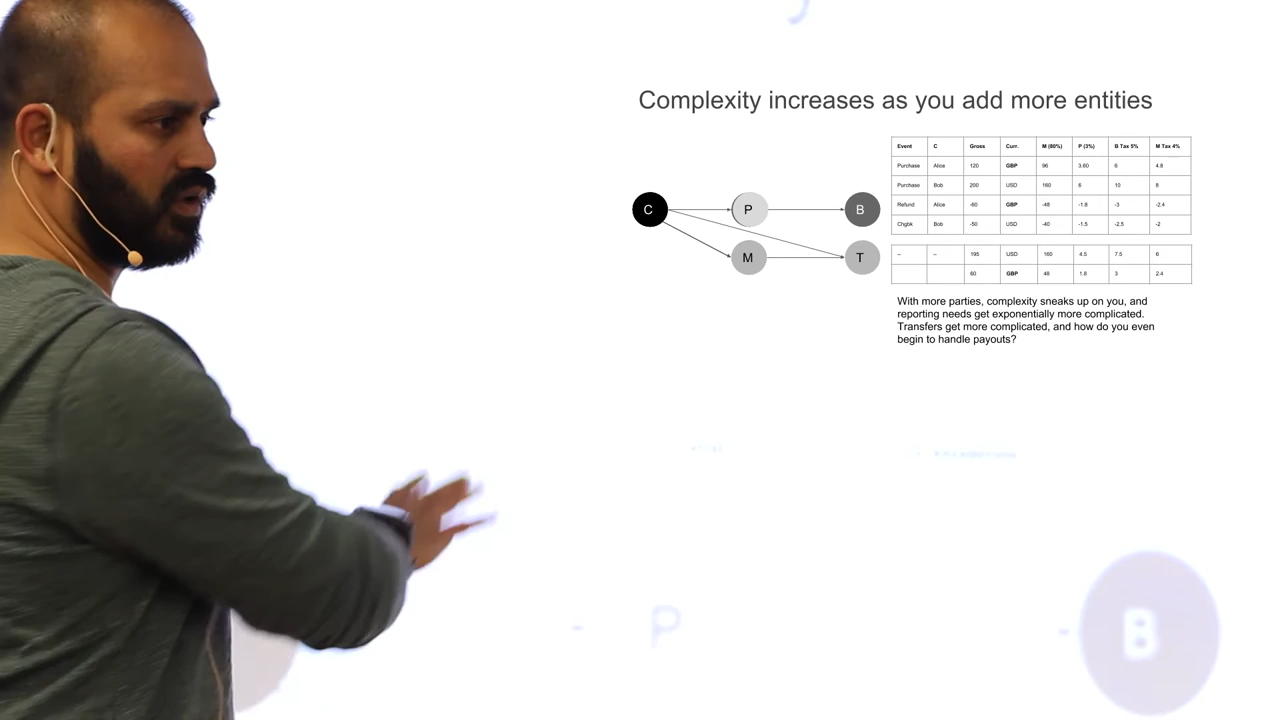 Complexity increases as you add more entities
Event C Gross Curr. M (80%) P (3%) B Tax 5% M Tax 4%
Purchase Alice 120 GBP 96 3.60 6 4.8
Purchase Bob 200 USD 160 6 10 8
Refund Alice -60 GBP -48 -1.8 -3 -2.4
Chgbk Bob -50 USD -40 -1.5 -2.5 -2
– – 195 USD 160 4.5 7.5 6
60 GBP 48 1.8 3 2.4
C P B
M T
With more parties, complexity sneaks up on you, and
reporting needs get exponentially more complicated.
Transfers get more complicated, and how do you even
begin to handle payouts?
P B